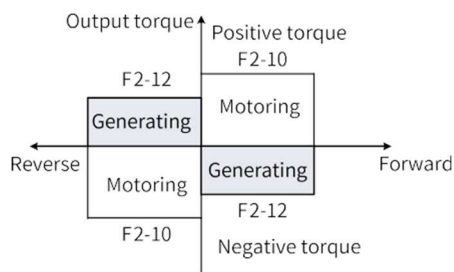 Output torque
Positive torque
F2-10
F2-12
Motoring
Generating
Reverse
Forward
Generating
Motoring
F2-12
F2-10
Negative torque